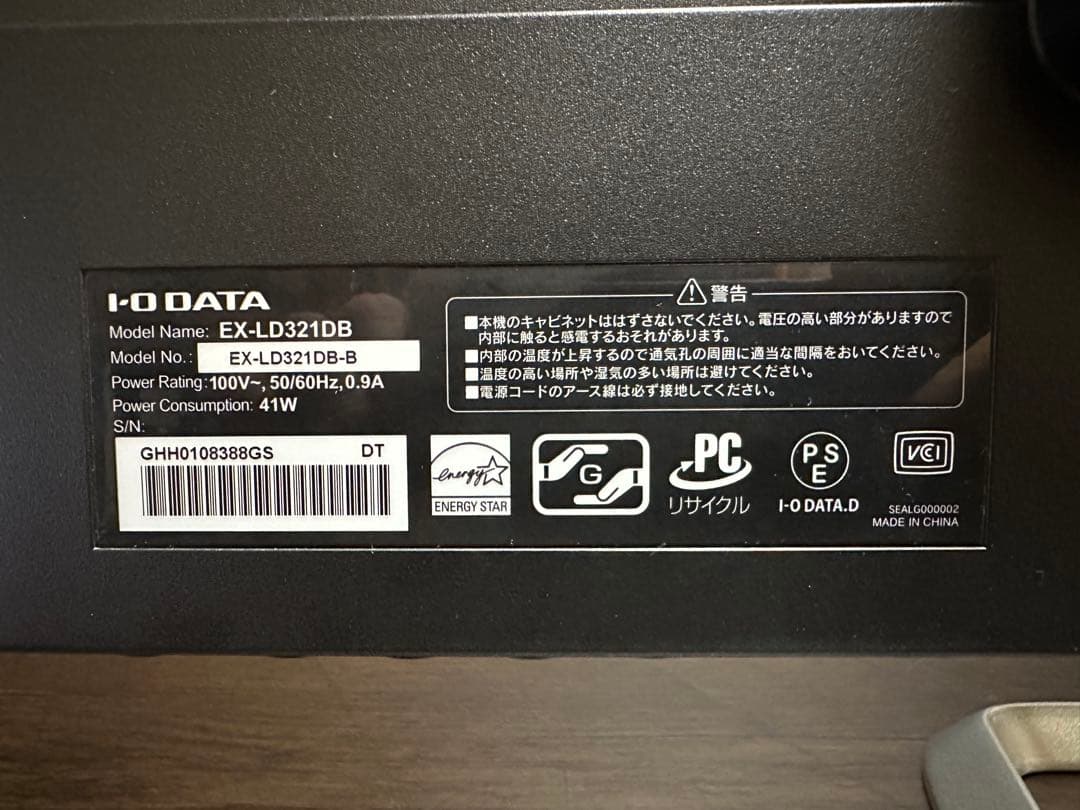 I-O DATA
Model Name: EX-LD321DB
Model No.: EX-LD321DB-B
Power Rating:100V~, 50/60Hz, 0.9A
Power Consumption: 41W
S/N:
GHH0108388GS DT
警告
■本機のキャビネットははずさないでください。電圧の高い部分がありますので
内部に触ると感電するおそれがあります。
■内部の温度が上昇するので通気孔の周囲に適当な間隔をおいてください。
■温度の高い場所や湿気の多い場所は避けてください。
■電源コードのアース線は必ず接地してください。
energy
ENERGY STAR
G
PC
リサイクル
PS
E
I-O DATA.D
VCI
SEALG000002
MADE IN CHINA